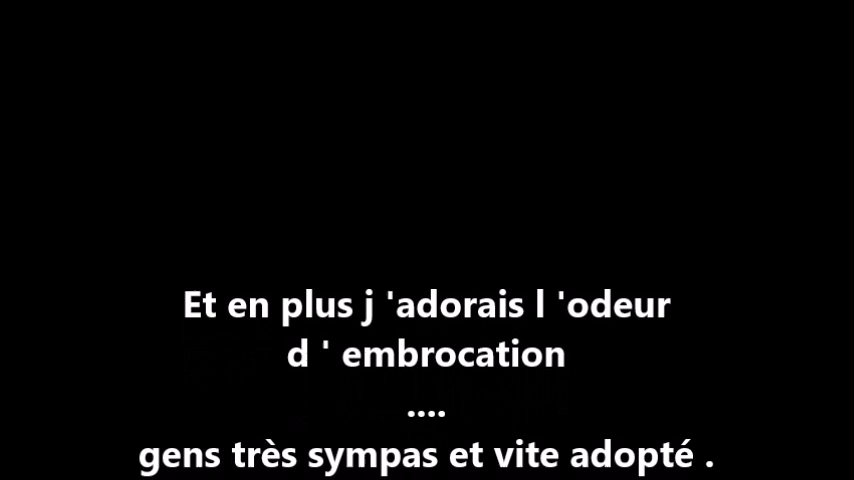 Et en plus j 'adorais l 'odeur
d ' embrocation
....
gens très sympas et vite adopté .